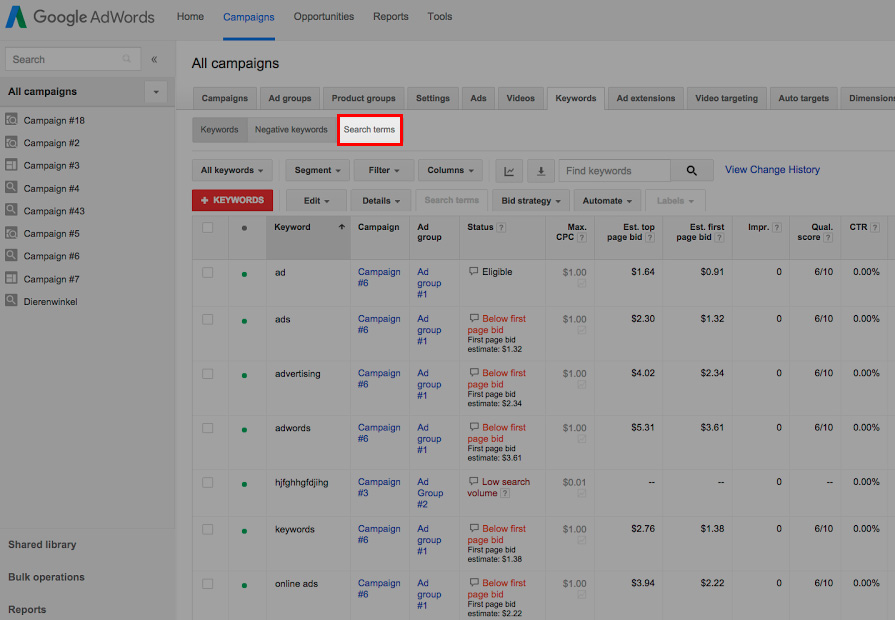 Google AdWords Home Campaigns Opportunities Reports Tools
Search «
All campaigns
All campaigns
Campaign #18
Campaign #2
Campaign #3
Campaign #4
Campaign #43
Campaign #5
Campaign #6
Campaign #7
Dierenwinkel
Shared library
Bulk operations
Reports
Campaigns Ad groups Product groups Settings Ads Videos Keywords Ad extensions Video targeting Auto targets Dimension
Keywords Negative keywords Search terms
All keywords Segment Filter Columns Find keywords View Change History
+ KEYWORDS Edit Details Search terms Bid strategy Automate Labels
Keyword Campaign Ad Status ? Max. Est. top Est. first Impr. ? Qual. CTR ?
group CPC ? page bid ? page bid ? score ?
ad Campaign Ad Eligible $1.00 $1.64 $0.91 0 6/10 0.00%
#6 group
#1
ads Campaign Ad Below first $1.00 $2.30 $1.32 0 6/10 0.00%
#6 group page bid
#1 First page bid
estimate: $1.32
advertising Campaign Ad Below first $1.00 $4.02 $2.34 0 6/10 0.00%
#6 group page bid
#1 First page bid
estimate: $2.34
adwords Campaign Ad Below first $1.00 $5.31 $3.61 0 6/10 0.00%
#6 group page bid
#1 First page bid
estimate: $3.61
hjfghhgfdjihg Campaign Ad Low search $0.01 -- -- 0 -- 0.00%
#3 Group volume ?
#2
keywords Campaign Ad Below first $1.00 $2.76 $1.38 0 6/10 0.00%
#6 group page bid
#1 First page bid
estimate: $1.38
online ads Campaign Ad Below first $1.00 $3.94 $2.22 0 6/10 0.00%
#6 group page bid
#1 First page bid
estimate: $2.22